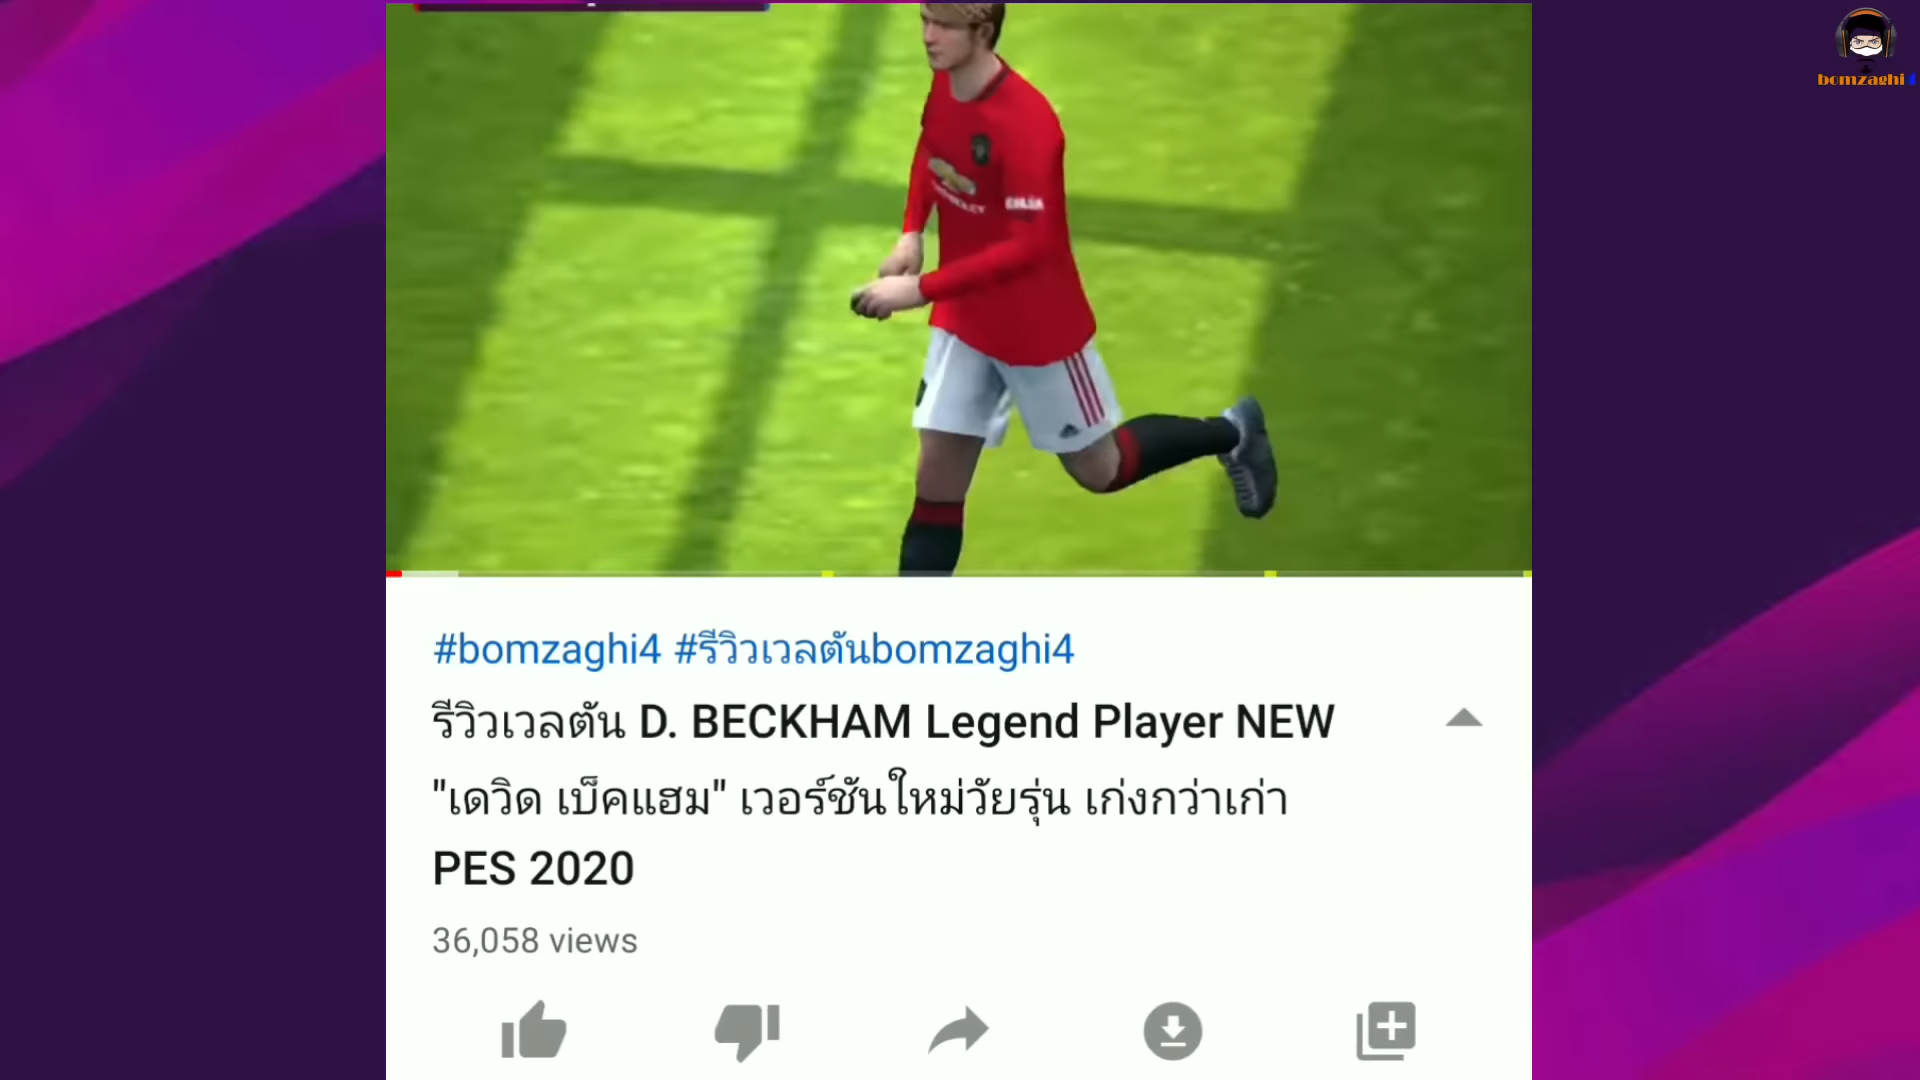 bomzaghi 4
#bomzaghi4 #รีวิวเวลตันbomzaghi4
รีวิวเวลตัน D. BECKHAM Legend Player NEW
"เดวิด เบ็คแฮม" เวอร์ชันใหม่วัยรุ่น เก่งกว่าเก่า
PES 2020
36,058 views